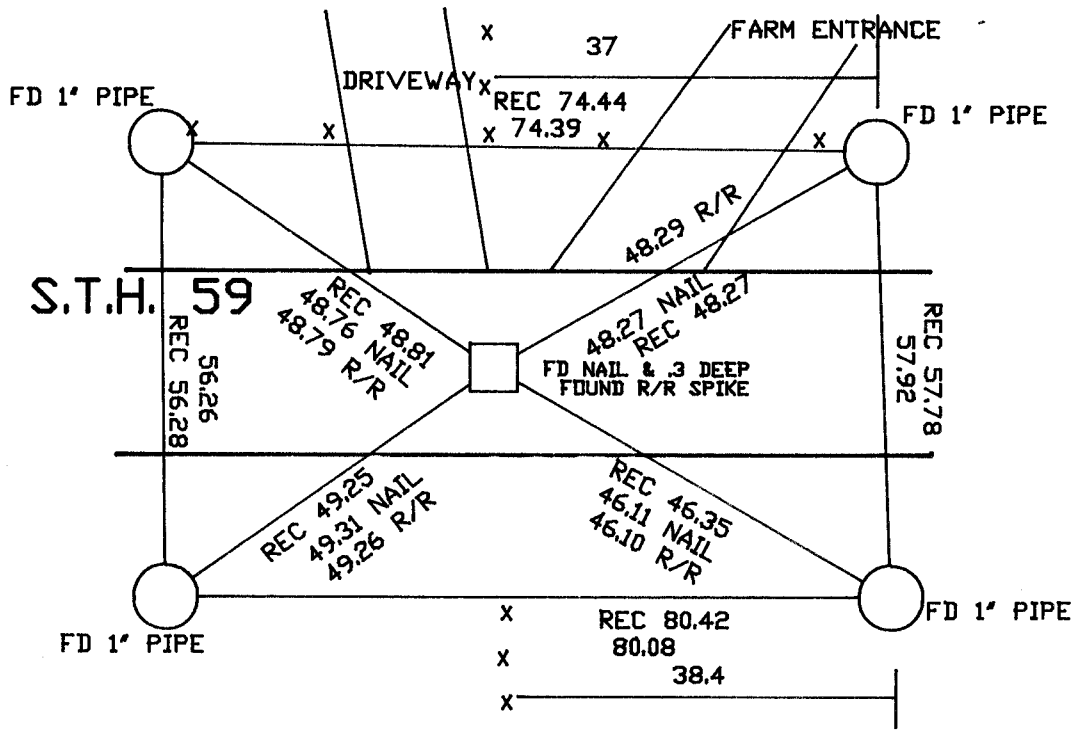 FARM ENTRANCE
37
DRIVEWAY
REC 74.44
74.39
FD 1" PIPE
FD 1" PIPE
48.29 R/R
48.27 NAIL
REC 48.27
S.T.H. 59
REC 48.81
48.76 NAIL
48.79 R/R
56.26
REC 56.28
FD NAIL & .3 DEEP
FOUND R/R SPIKE
REC 57.78
57.92
REC 49.25
49.31 NAIL
49.26 R/R
REC 46.35
46.11 NAIL
46.10 R/R
FD 1" PIPE
REC 80.42
80.08
FD 1" PIPE
38.4